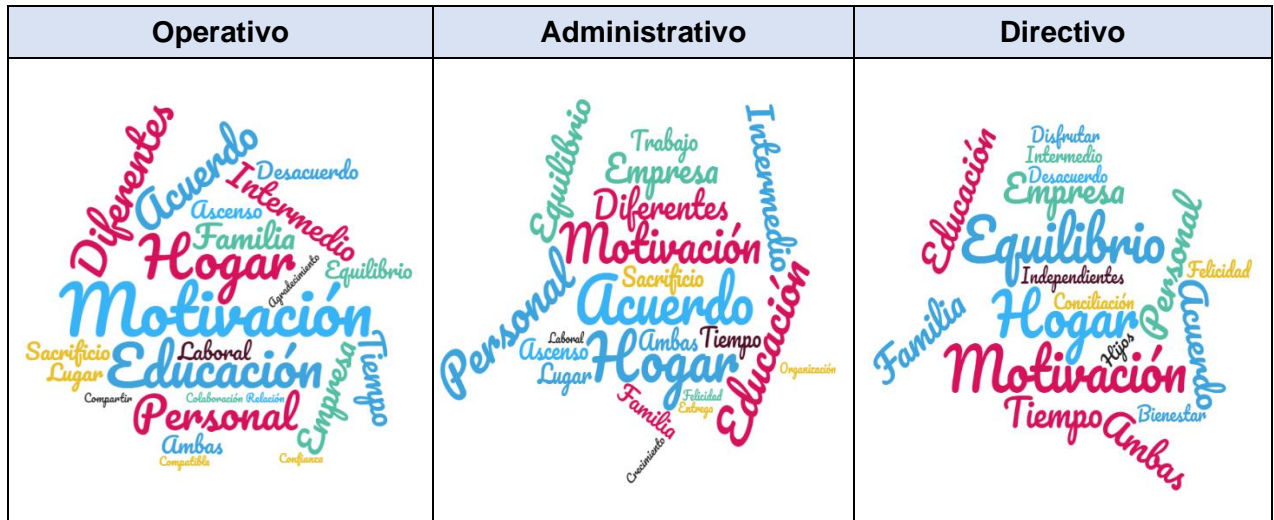 Operativo
Administrativo
Directivo
Diferentes
Acuerdo
Desacuerdo
Intermedio
Ascenso
Familia
Hogar
Agradecimiento
Equilibrio
Motivación
Sacrificio
Laboral
Lugar
Educación
Tiempo
Empresa
Compartir
Colaboración
Relación
Personal
Ambas
Compatible
Confianza
Equilibrio
Trabajo
Intermedio
Empresa
Diferentes
Motivación
Sacrificio
Personal
Acuerdo
Educación
Laboral
Ambas
Tiempo
Ascenso
Hogar
Lugar
Organización
Familia
Felicidad
Entrega
Crecimiento
Educación
Disfrutar
Intermedio
Desacuerdo
Empresa
Personal
Equilibrio
Felicidad
Independientes
Conciliación
Acuerdo
Familia
Hogar
Hijos
Motivación
Tiempo
Bienestar
Ambas